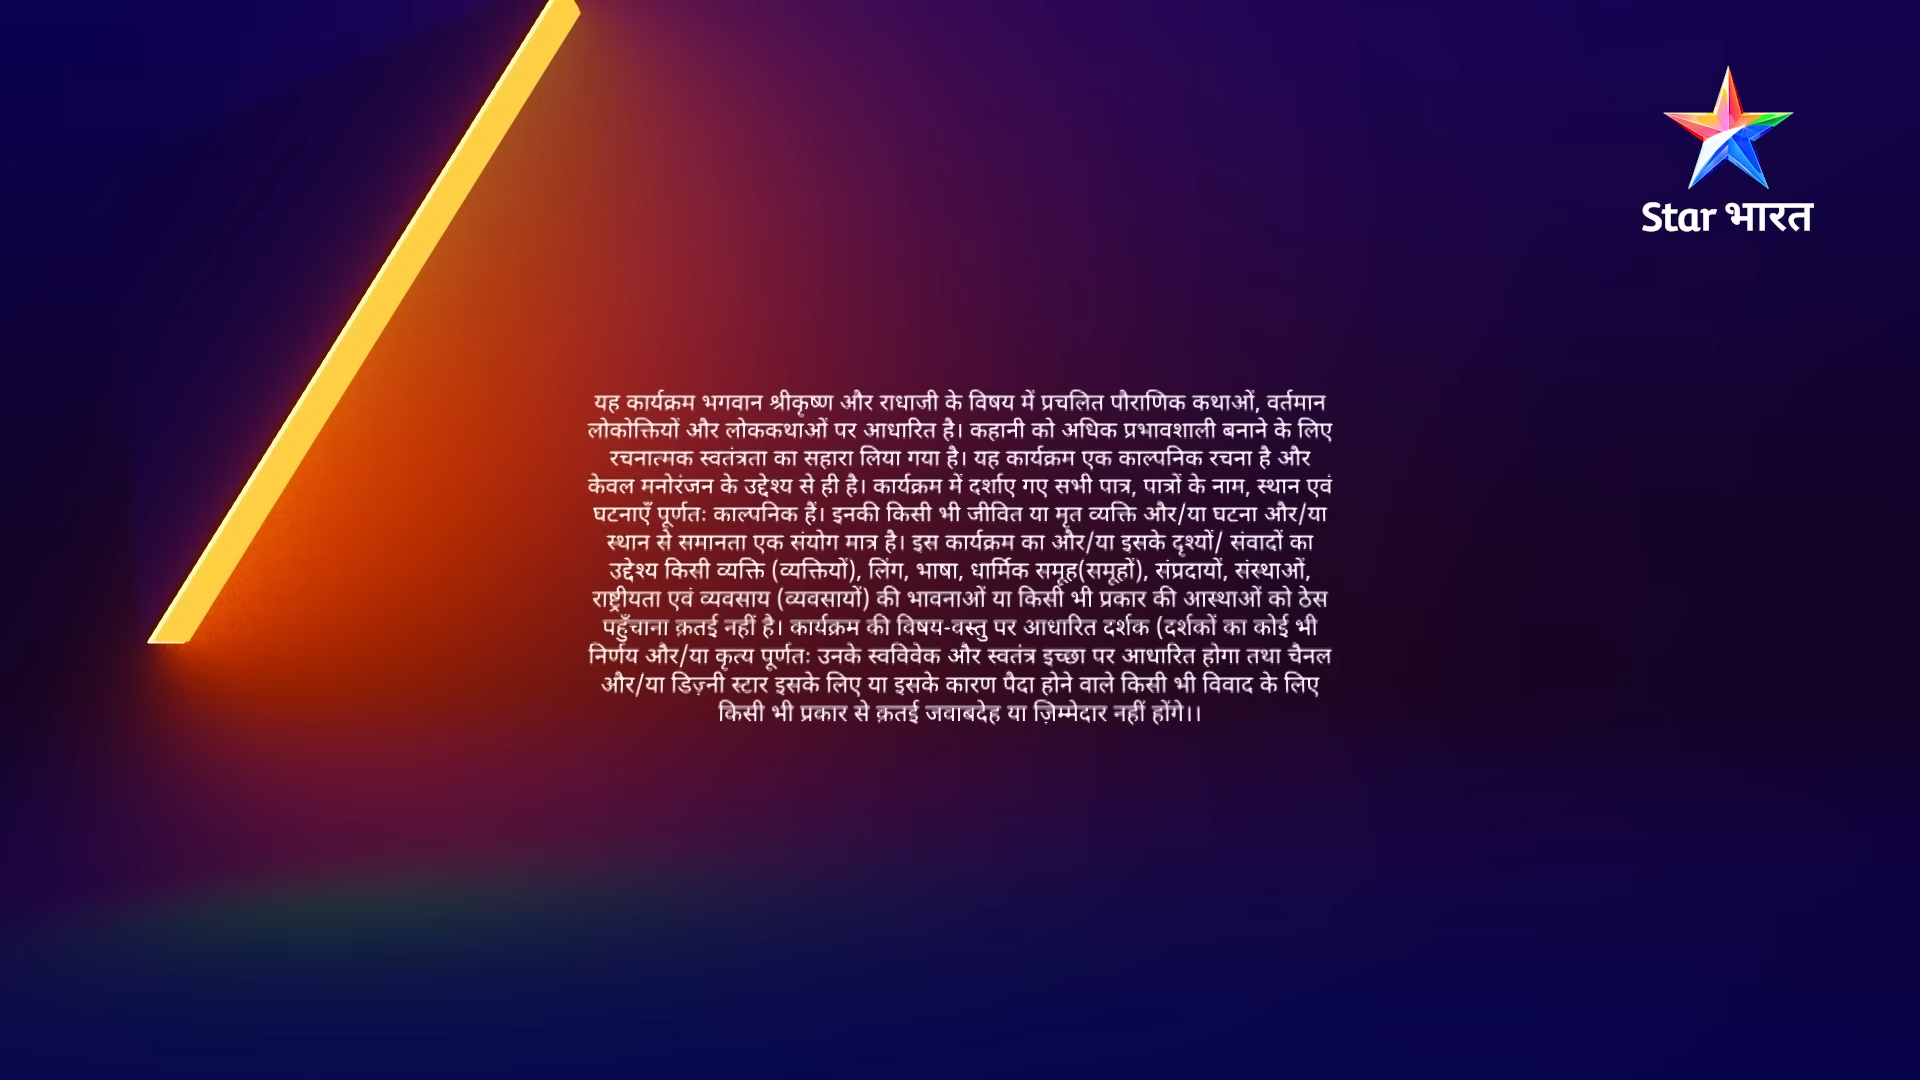 Star भारत
यह कार्यक्रम भगवान श्रीकृष्ण और राधाजी के विषय में प्रचलित पौराणिक कथाओं, वर्तमान
लोकोक्तियों और लोककथाओं पर आधारित है। कहानी को अधिक प्रभावशाली बनाने के लिए
रचनात्मक स्वतंत्रता का सहारा लिया गया है। यह कार्यक्रम एक काल्पनिक रचना है और
केवल मनोरंजन के उद्देश्य से ही है। कार्यक्रम में दर्शाए गए सभी पात्र, पात्रों के नाम, स्थान एवं
घटनाएँ पूर्णतः काल्पनिक हैं। इनकी किसी भी जीवित या मृत व्यक्ति और/या घटना और/या
स्थान से समानता एक संयोग मात्र है। इस कार्यक्रम का और/या इसके दृश्यों/ संवादों का
उद्देश्य किसी व्यक्ति (व्यक्तियों), लिंग, भाषा, धार्मिक समूह(समूहों), संप्रदायों, संस्थाओं,
राष्ट्रीयता एवं व्यवसाय (व्यवसायों) की भावनाओं या किसी भी प्रकार की आस्थाओं को ठेस
पहुँचाना क़तई नहीं है। कार्यक्रम की विषय-वस्तु पर आधारित दर्शक (दर्शकों का कोई भी
निर्णय और/या कृत्य पूर्णतः उनके स्वविवेक और स्वतंत्र इच्छा पर आधारित होगा तथा चैनल
और/या डिज़्नी स्टार इसके लिए या इसके कारण पैदा होने वाले किसी भी विवाद के लिए
किसी भी प्रकार से क़तई जवाबदेह या ज़िम्मेदार नहीं होंगे।।